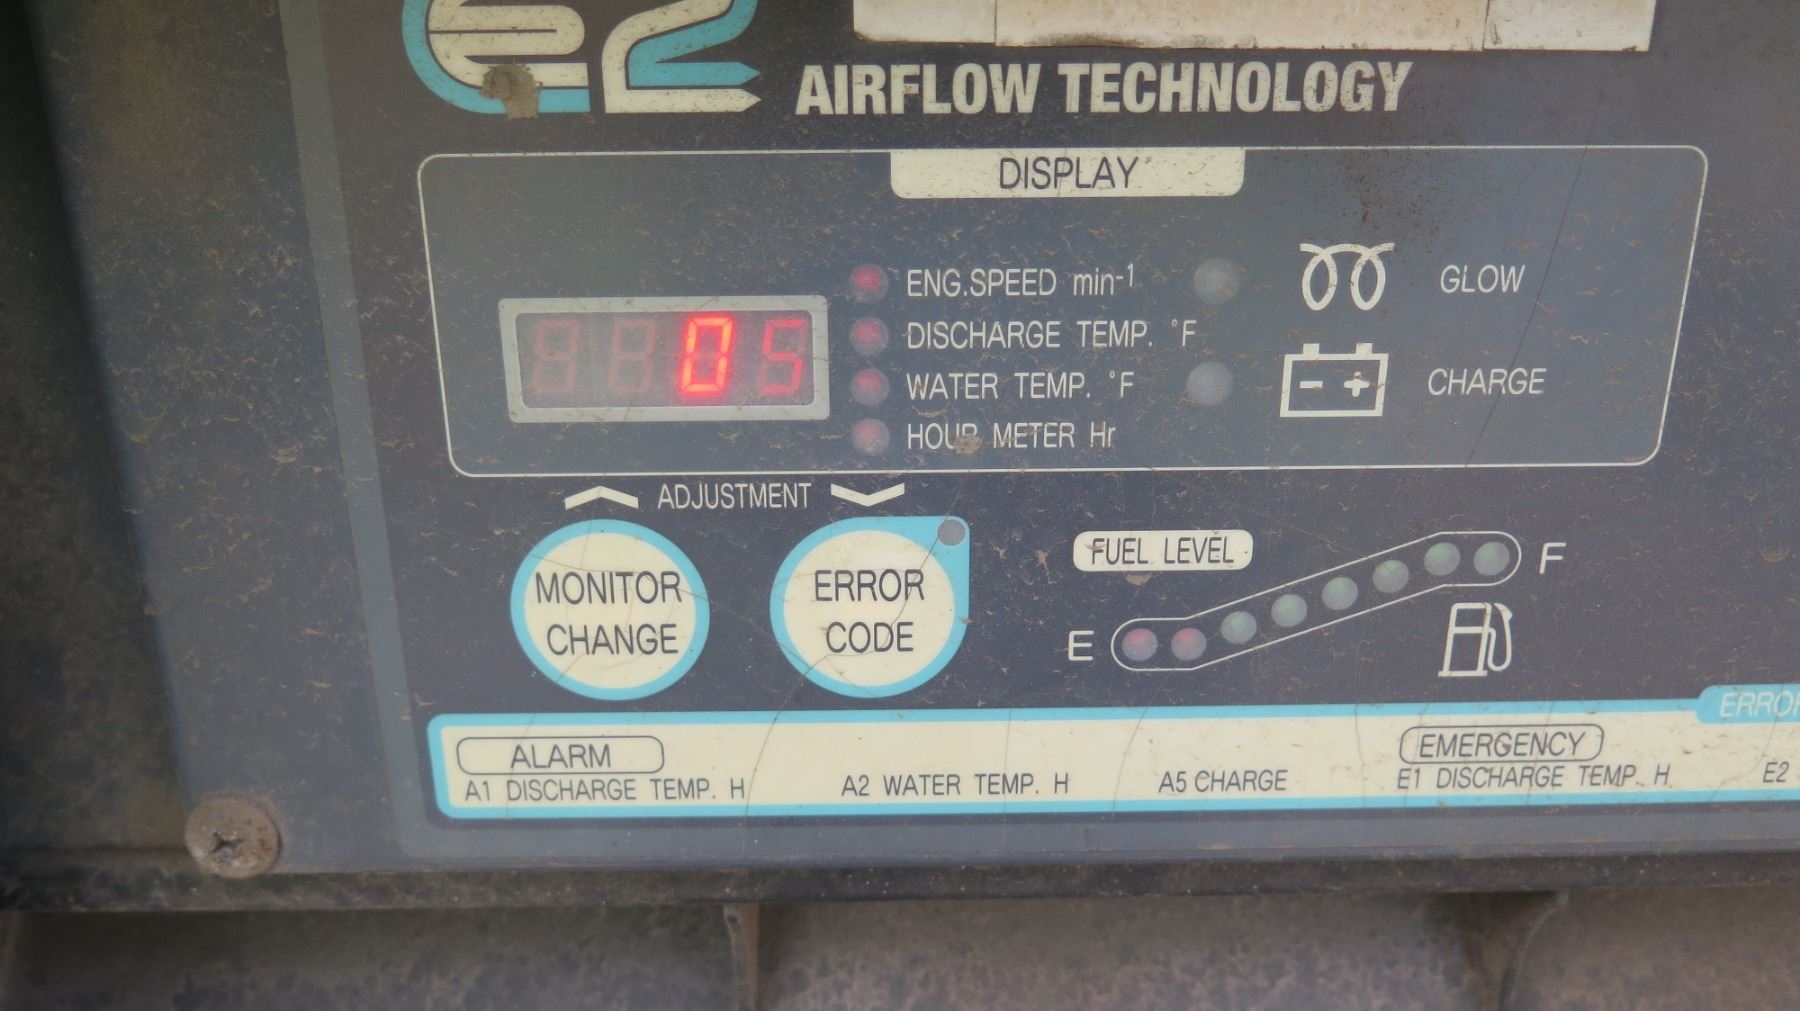 E2
AIRFLOW TECHNOLOGY
DISPLAY
05
ENG.SPEED min-1
DISCHARGE TEMP. °F
WATER TEMP. °F
HOUR METER Hr
GLOW
- +
CHARGE
ADJUSTMENT
MONITOR
CHANGE
ERROR
CODE
FUEL LEVEL
E
F
ERROR
ALARM
EMERGENCY
A1 DISCHARGE TEMP. H
A2 WATER TEMP. H
A5 CHARGE
E1 DISCHARGE TEMP. H
E2